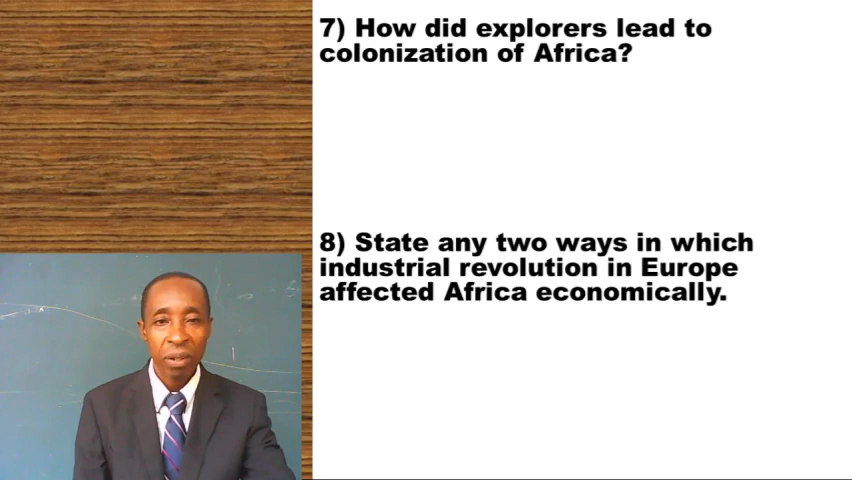 7) How did explorers lead to
colonization of Africa?
8) State any two ways in which
industrial revolution in Europe
affected Africa economically.